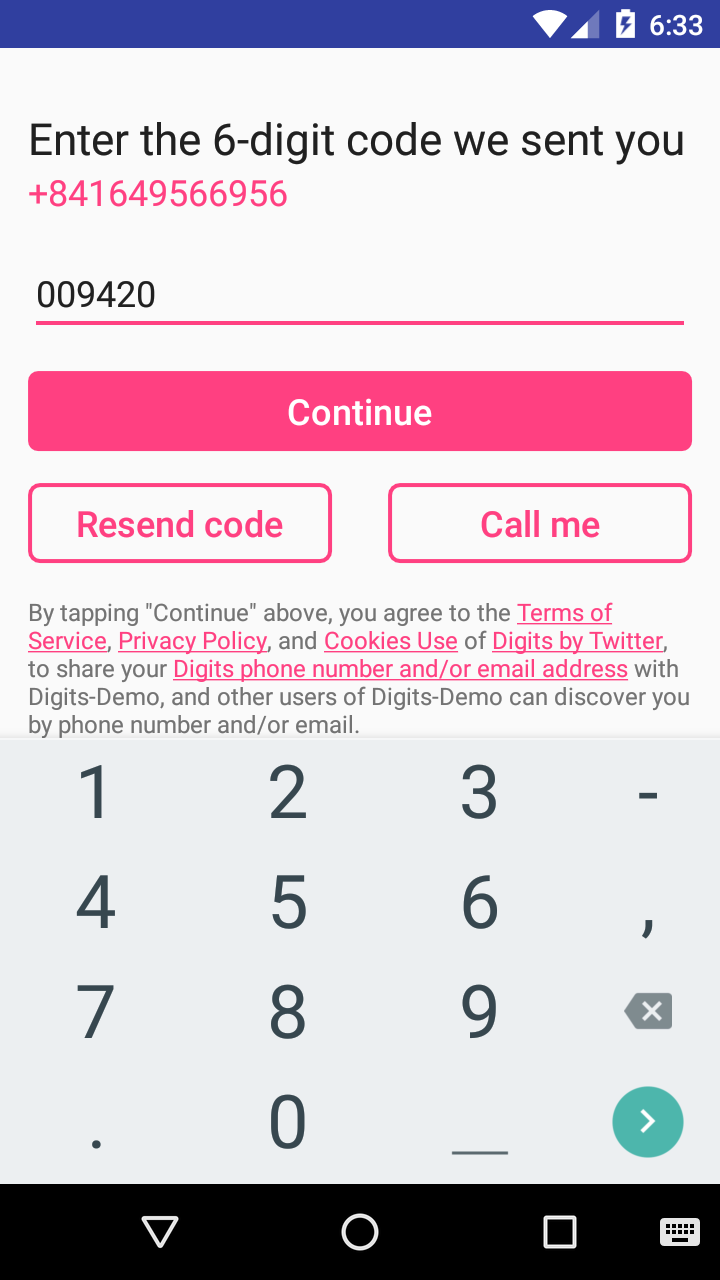 6:33
Enter the 6-digit code we sent you
+841649566956
009420
Continue
Resend code Call me
By tapping "Continue" above, you agree to the Terms of
Service, Privacy Policy, and Cookies Use of Digits by Twitter,
to share your Digits phone number and/or email address with
Digits-Demo, and other users of Digits-Demo can discover you
by phone number and/or email.
1 2 3 -
4 5 6 ,
7 8 9
. 0 _